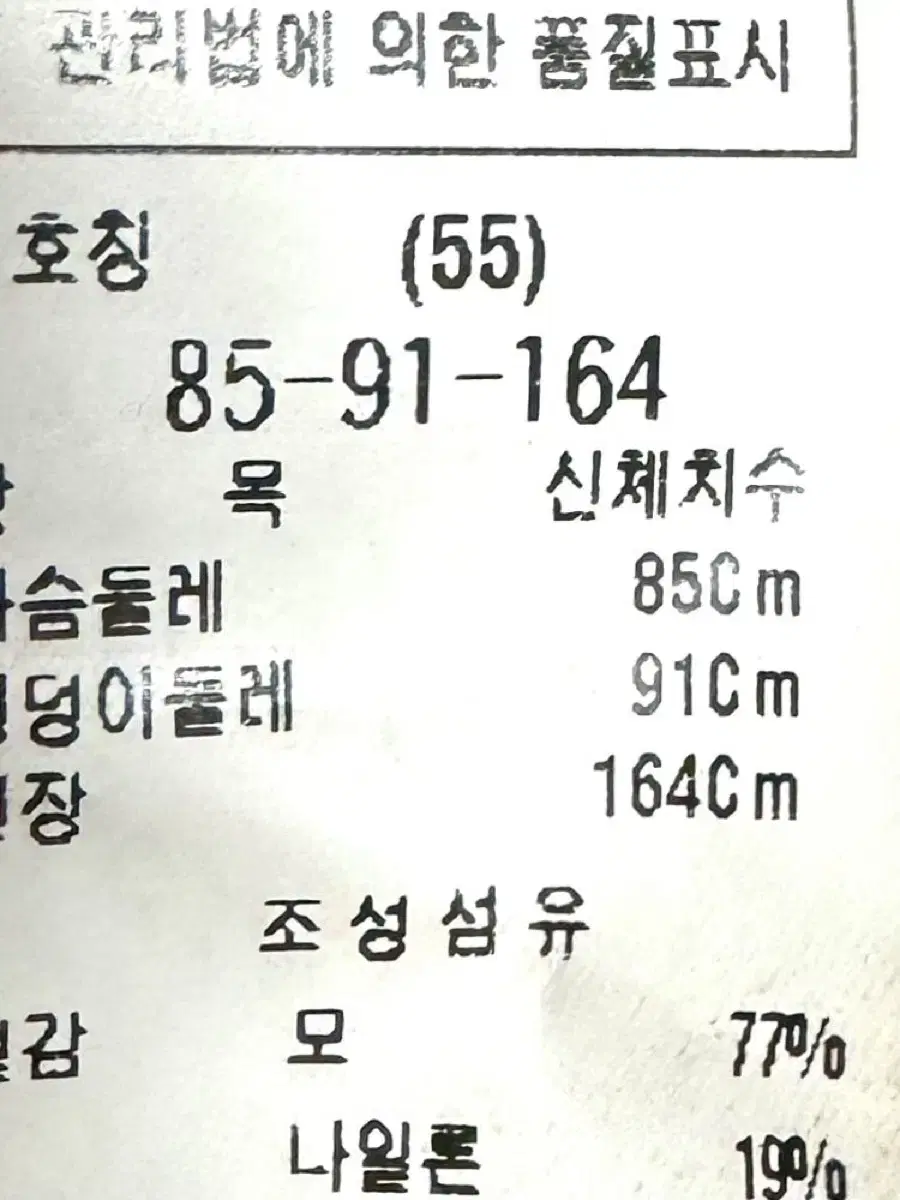 관리법에 의한 품질표시
호칭 (55)
85-91-164
목 신체치수
슴둘레 85Cm
덩이둘레 91Cm
장 164Cm
조성섬유
감 모 77%
나일론 19%